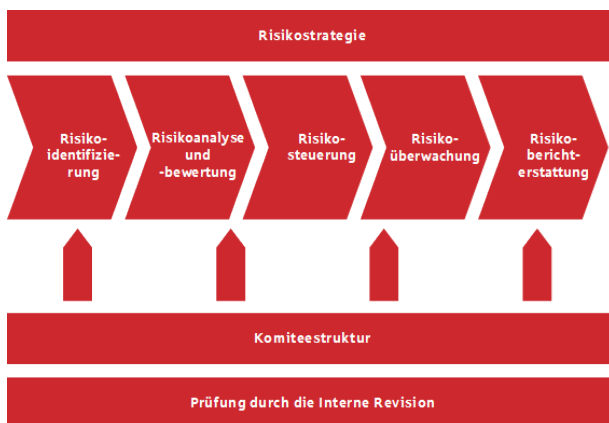 Risikostrategie
Risiko-
identifizie-
rung
Risikoanalyse
und
-bewertung
Risiko-
steuerung
Risiko-
überwachung
Risiko-
bericht-
erstattung
Komiteestruktur
Prüfung durch die Interne Revision